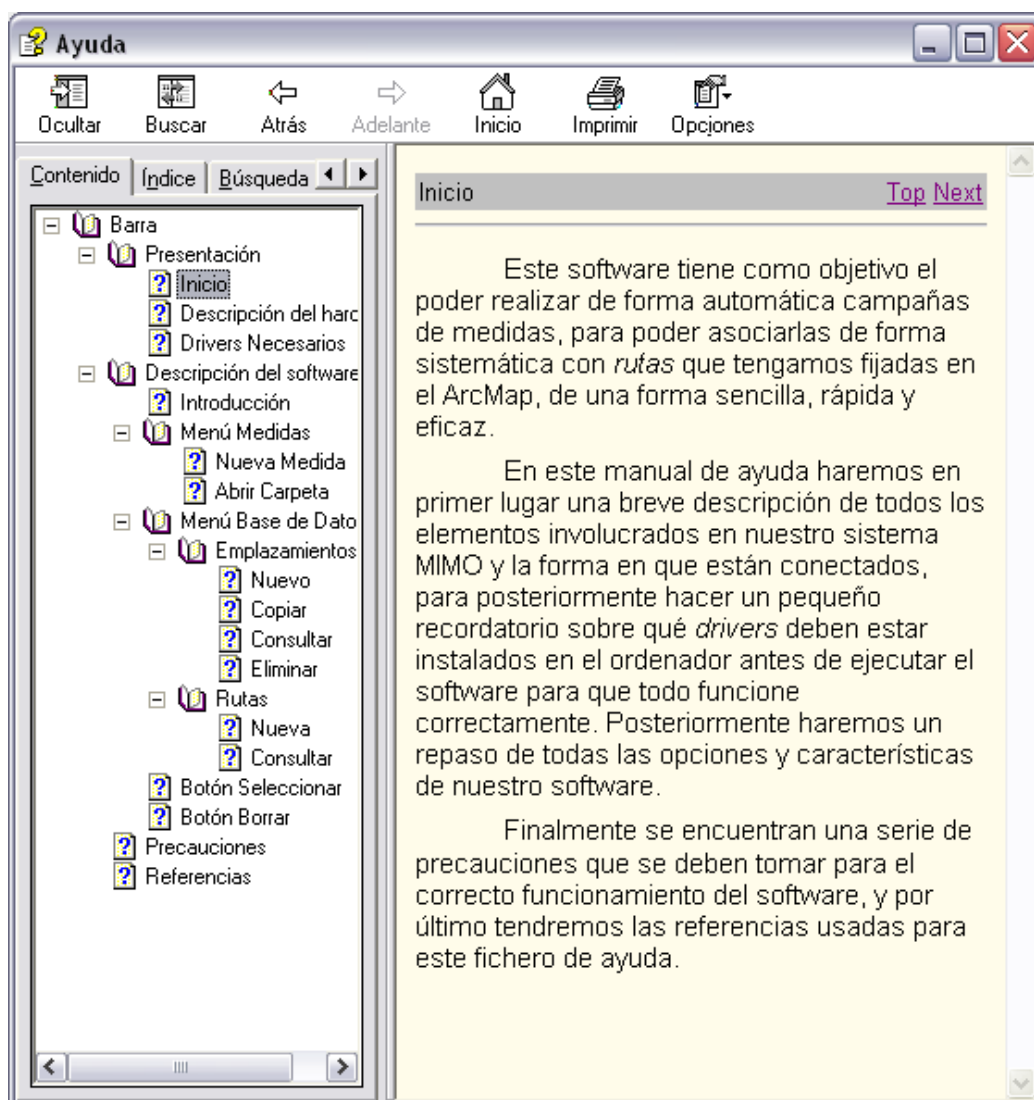 Ayuda
Ocultar Buscar Atrás Adelante Inicio Imprimir Opciones
Contenido Índice Búsqueda
Barra
Presentación
Inicio
Descripción del harc
Drivers Necesarios
Descripción del software
Introducción
Menú Medidas
Nueva Medida
Abrir Carpeta
Menú Base de Dato
Emplazamientos
Nuevo
Copiar
Consultar
Eliminar
Rutas
Nueva
Consultar
Botón Seleccionar
Botón Borrar
Precauciones
Referencias
Inicio Top Next
Este software tiene como objetivo el
poder realizar de forma automática campañas
de medidas, para poder asociarlas de forma
sistemática con rutas que tengamos fijadas en
el ArcMap, de una forma sencilla, rápida y
eficaz.
En este manual de ayuda haremos en
primer lugar una breve descripción de todos los
elementos involucrados en nuestro sistema
MIMO y la forma en que están conectados,
para posteriormente hacer un pequeño
recordatorio sobre qué drivers deben estar
instalados en el ordenador antes de ejecutar el
software para que todo funcione
correctamente. Posteriormente haremos un
repaso de todas las opciones y características
de nuestro software.
Finalmente se encuentran una serie de
precauciones que se deben tomar para el
correcto funcionamiento del software, y por
último tendremos las referencias usadas para
este fichero de ayuda.